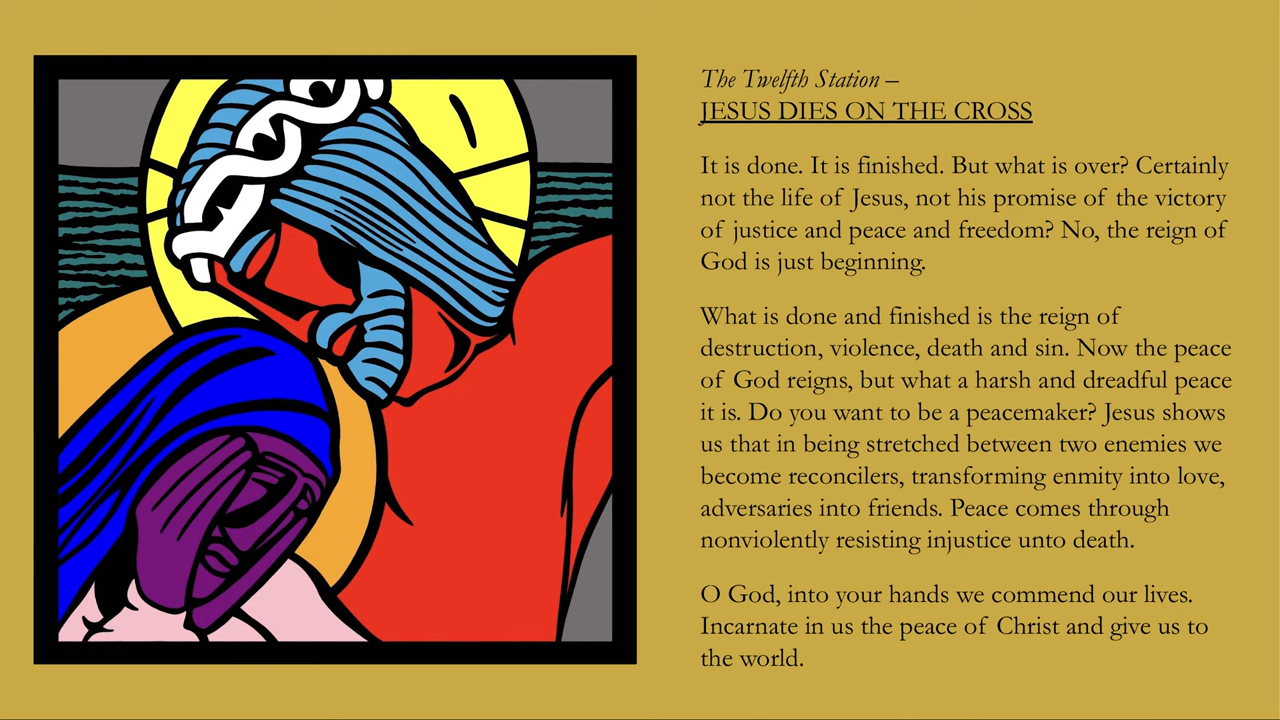 The Twelfth Station –
JESUS DIES ON THE CROSS
It is done. It is finished. But what is over? Certainly
not the life of Jesus, not his promise of the victory
of justice and peace and freedom? No, the reign of
God is just beginning.
What is done and finished is the reign of
destruction, violence, death and sin. Now the peace
of God reigns, but what a harsh and dreadful peace
it is. Do you want to be a peacemaker? Jesus shows
us that in being stretched between two enemies we
become reconcilers, transforming enmity into love,
adversaries into friends. Peace comes through
nonviolently resisting injustice unto death.
O God, into your hands we commend our lives.
Incarnate in us the peace of Christ and give us to
the world.